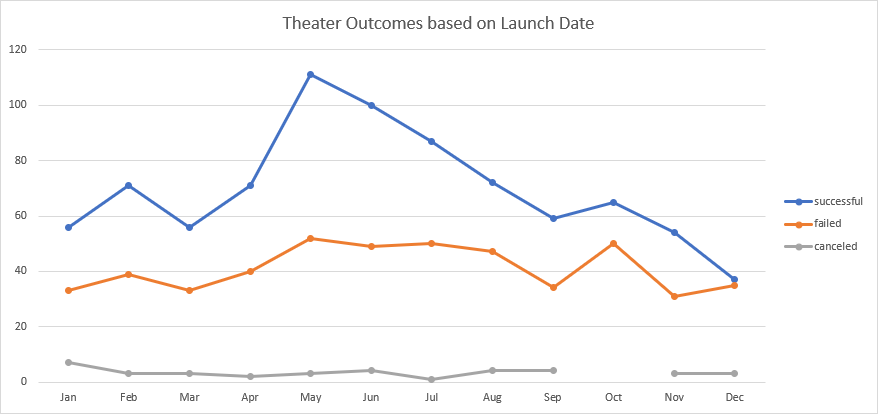 Theater Outcomes based on Launch Date
120
100
80
60
40
20
0
Jan Feb Mar Apr May Jun Jul Aug Sep Oct Nov Dec
successful
failed
canceled